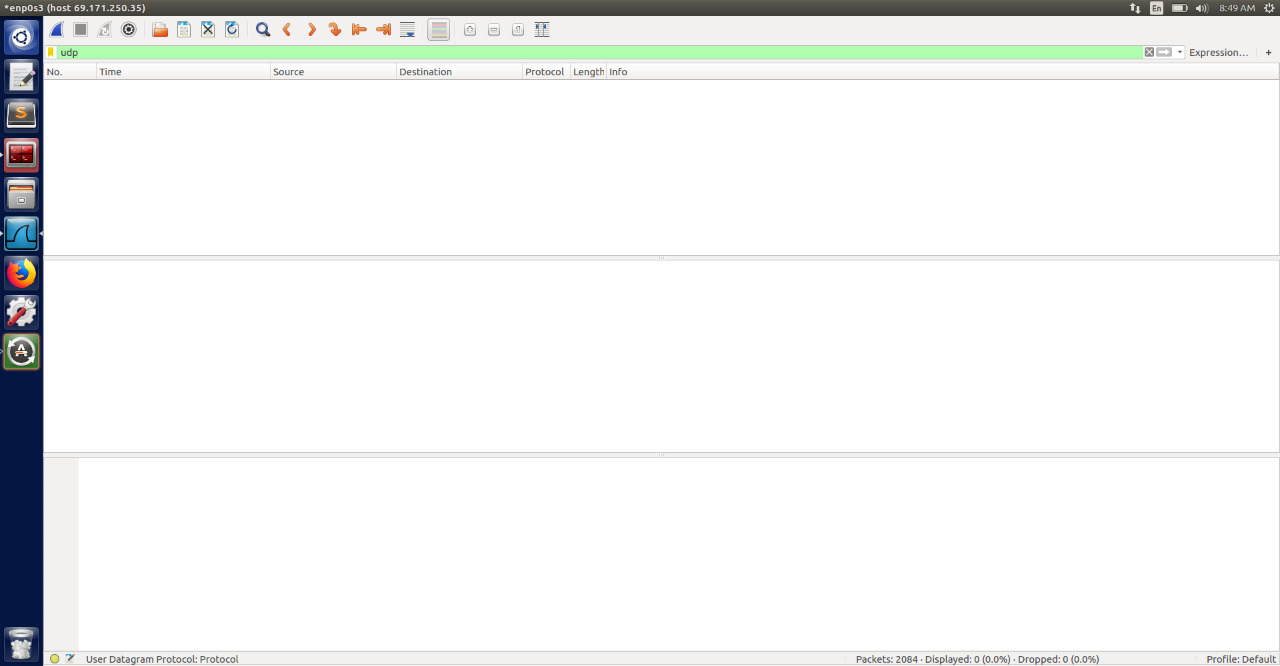 *enp0s3 (host 69.171.250.35)
En
8:49 AM
udp
Expression…
+
No. Time Source Destination Protocol Length Info
User Datagram Protocol: Protocol
Packets: 2084 · Displayed: 0 (0.0%) · Dropped: 0 (0.0%)
Profile: Default